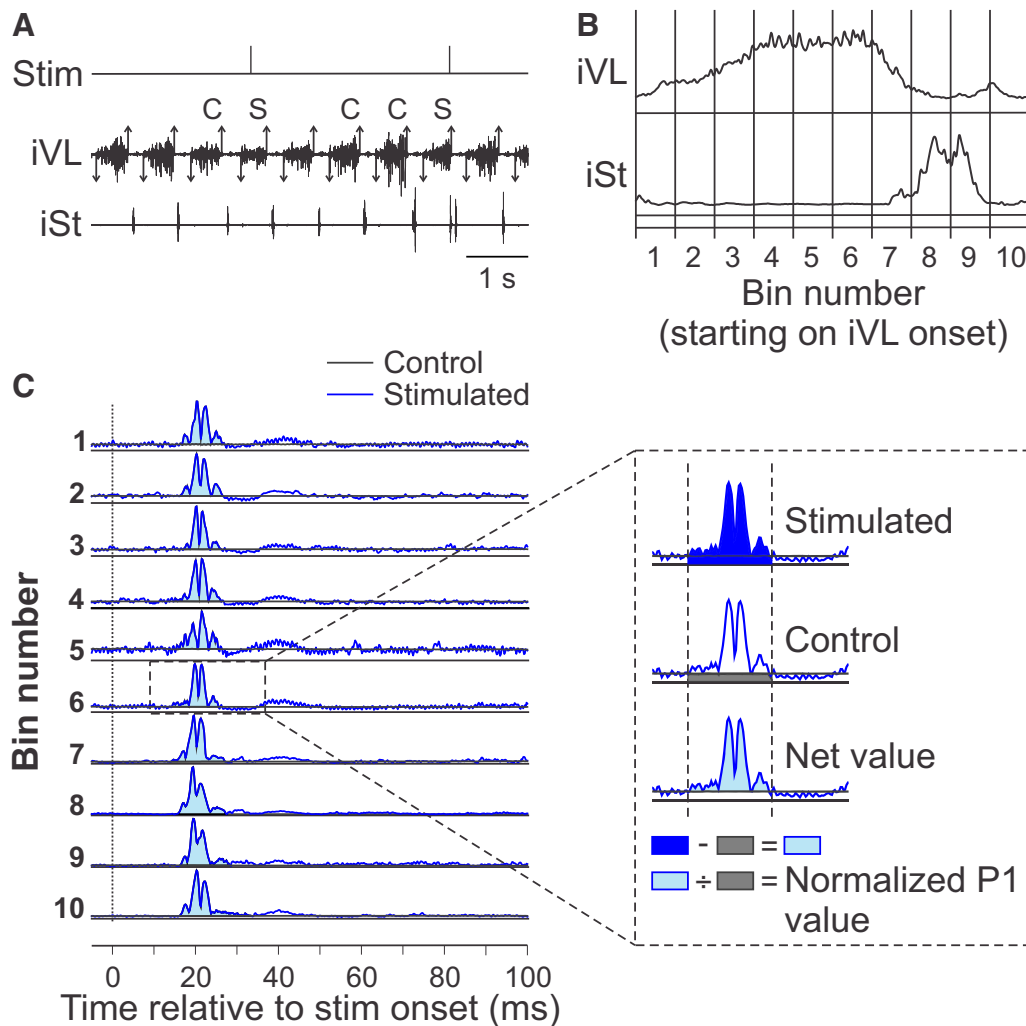 A
Stim
C S C C S
iVL
iSt
1 s
B
iVL
iSt
1 2 3 4 5 6 7 8 9 10
Bin number
(starting on iVL onset)
C
Control
Stimulated
Bin number
1
2
3
4
5
6
7
8
9
10
0 20 40 60 80 100
Time relative to stim onset (ms)
Stimulated
Control
Net value
- =
÷ = Normalized P1
value